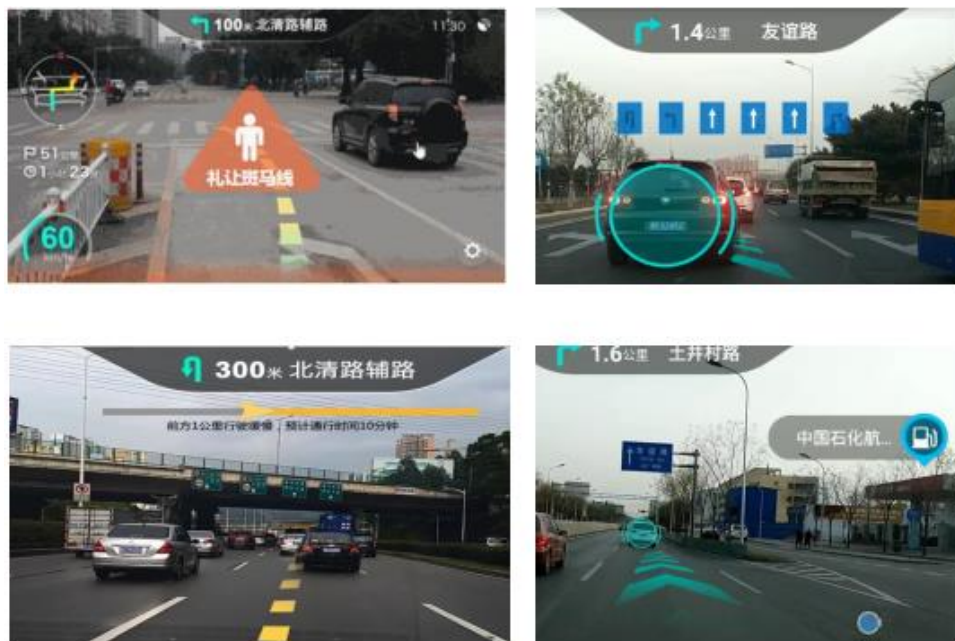 100米 北清路辅路
11:30
P 51
1 23
礼让斑马线
60
1.4公里 友谊路
300米 北清路辅路
前方1公里行驶缓慢，预计通行时间10分钟
1.6公里 土井村路
中国石化航...